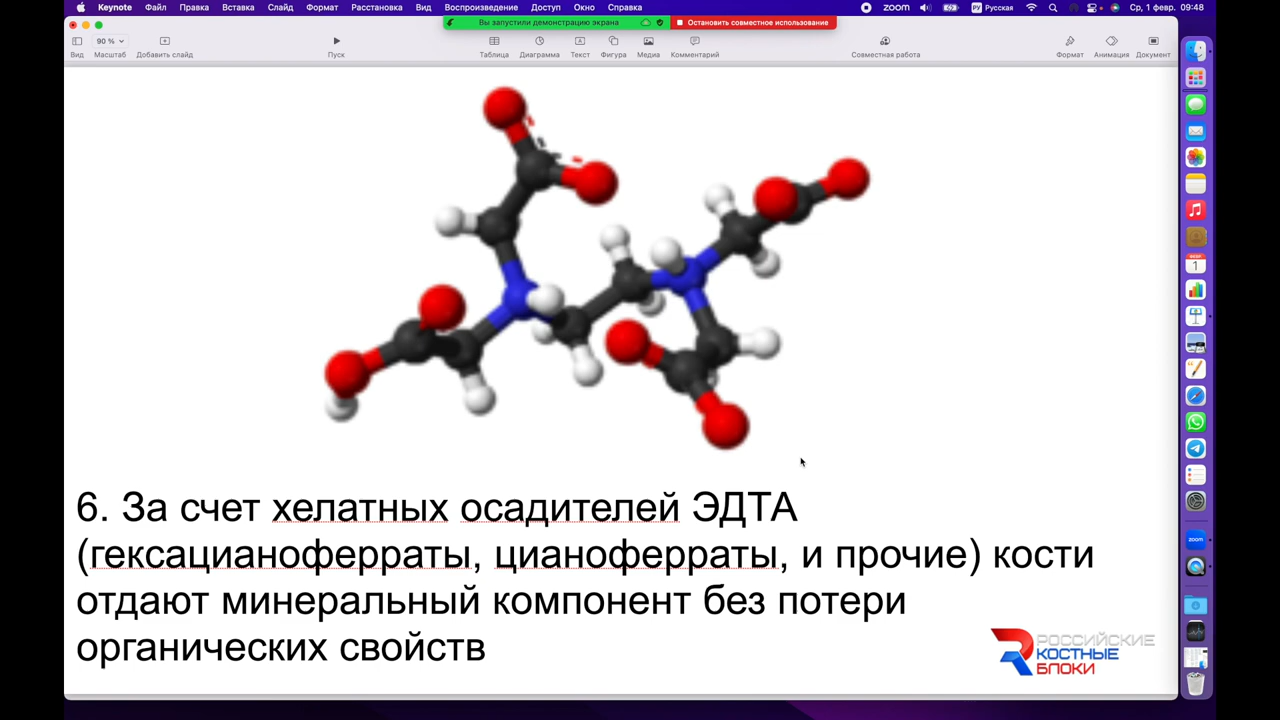 Keynote Файл Правка Вставка Слайд Формат Расстановка Вид Воспроизведение Доступ Окно Справка
zoom Русская Ср, 1 февр. 09:48
Вы запустили демонстрацию экрана Остановить совместное использование
90 %
Вид Масштаб Добавить слайд Пуск Таблица Диаграмма Текст Фигура Медиа Комментарий Совместная работа Формат Анимация Документ
6. За счет хелатных осадителей ЭДТА
(гексацианоферраты, цианоферраты, и прочие) кости
отдают минеральный компонент без потери
органических свойств
РОССИЙСКИЕ
КОСТНЫЕ
БЛОКИ
1
zoom